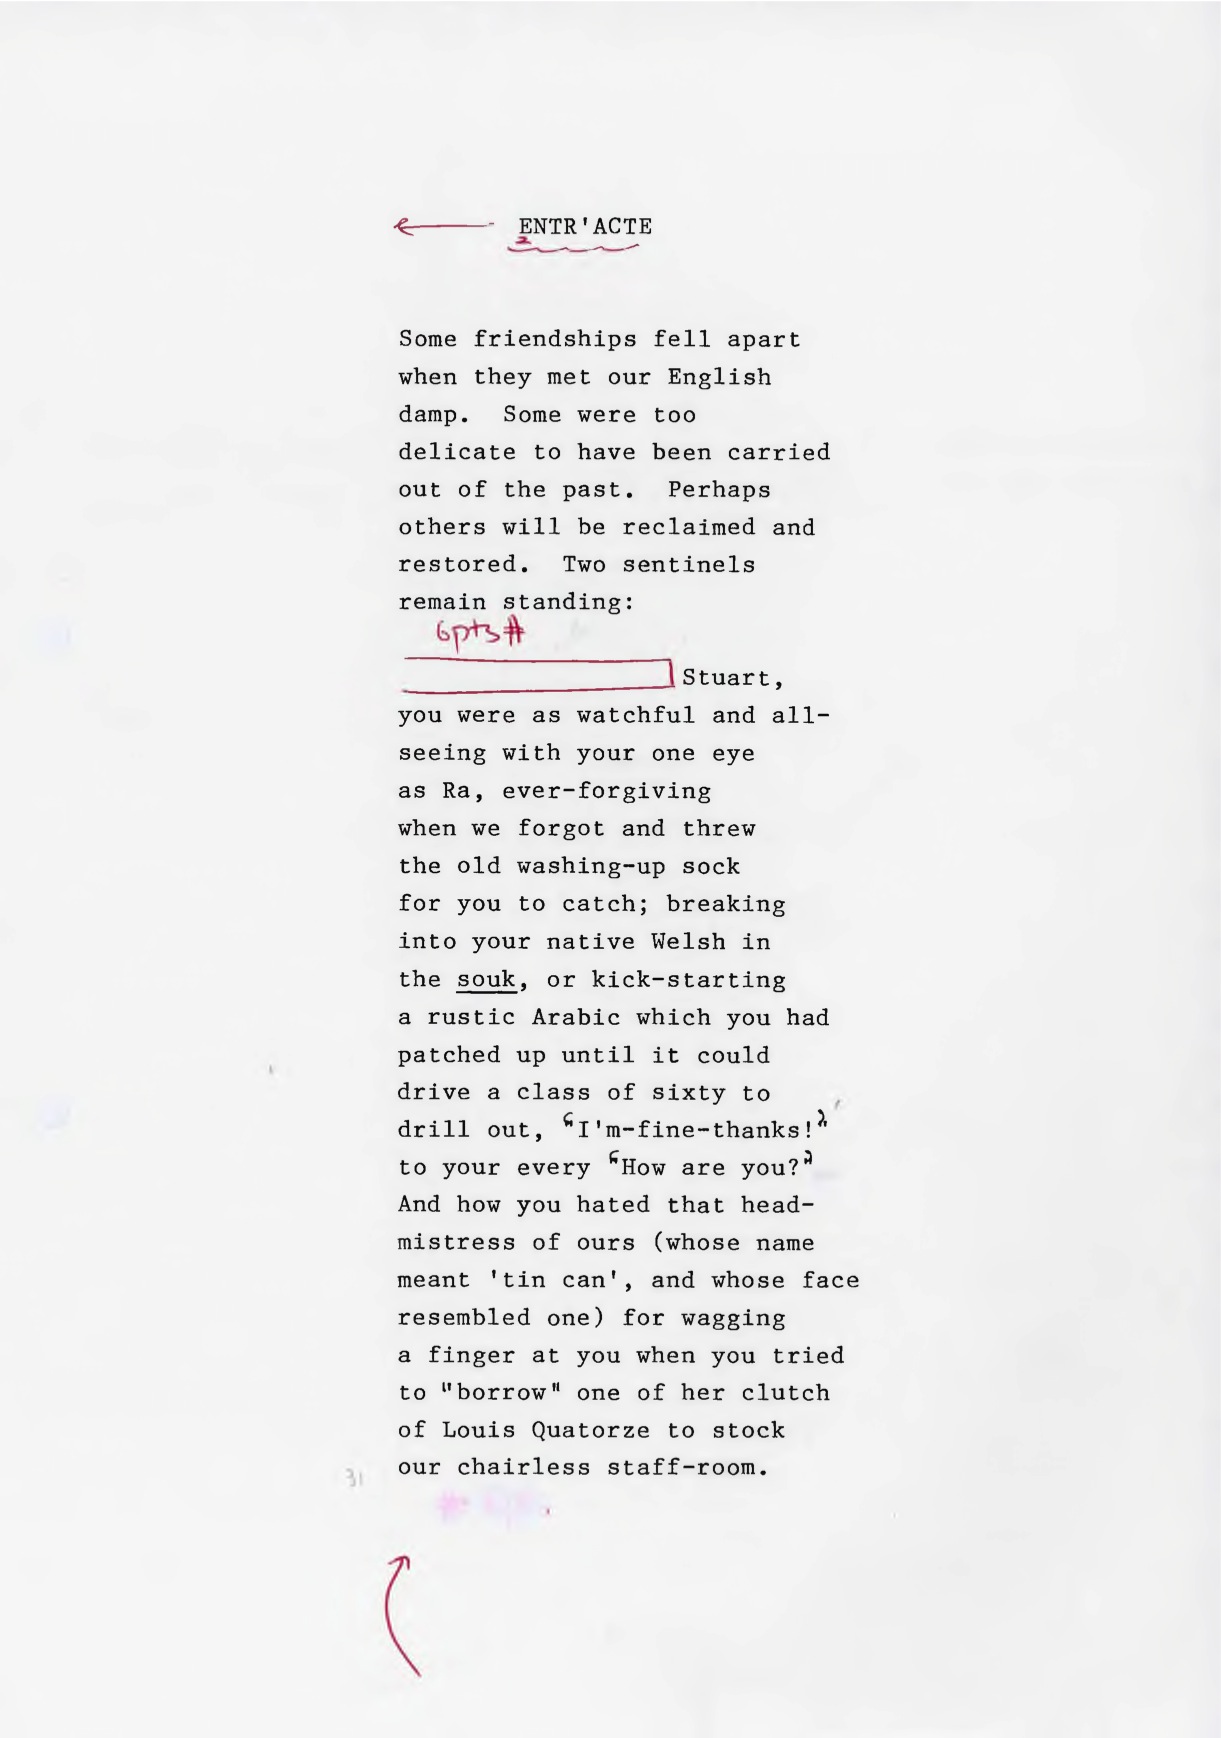 ENTR'ACTE
Some friendships fell apart
when they met our English
damp.  Some were too
delicate to have been carried
out of the past.  Perhaps
others will be reclaimed and
restored.  Two sentinels
remain standing:
6pts #
Stuart,
you were as watchful and all-
seeing with your one eye
as Ra, ever-forgiving
when we forgot and threw
the old washing-up sock
for you to catch; breaking
into your native Welsh in
the souk, or kick-starting
a rustic Arabic which you had
patched up until it could
drive a class of sixty to
drill out, “I'm-fine-thanks!”
to your every “How are you?”
And how you hated that head-
mistress of ours (whose name
meant 'tin can', and whose face
resembled one) for wagging
a finger at you when you tried
to "borrow" one of her clutch
of Louis Quatorze to stock
our chairless staff-room.
31